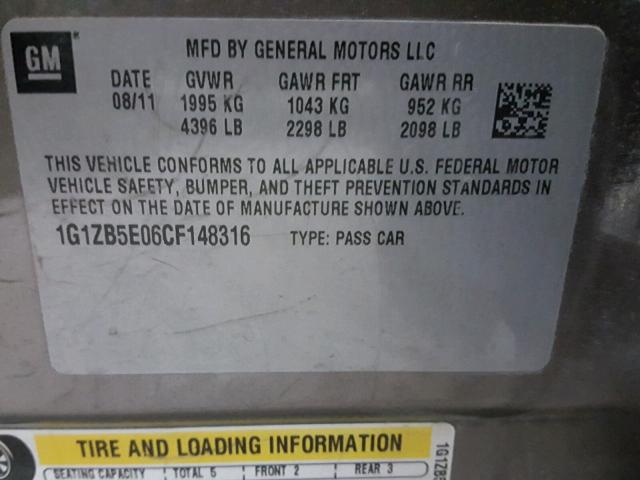 GM
MFD BY GENERAL MOTORS LLC
DATE GVWR GAWR FRT GAWR RR
08/11 1995 KG 1043 KG 952 KG
4396 LB 2298 LB 2098 LB
THIS VEHICLE CONFORMS TO ALL APPLICABLE U.S. FEDERAL MOTOR
VEHICLE SAFETY, BUMPER, AND THEFT PREVENTION STANDARDS IN
EFFECT ON THE DATE OF MANUFACTURE SHOWN ABOVE.
1G1ZB5E06CF148316 TYPE: PASS CAR
TIRE AND LOADING INFORMATION
SEATING CAPACITY TOTAL 5 FRONT 2 REAR 3
1G1ZB5